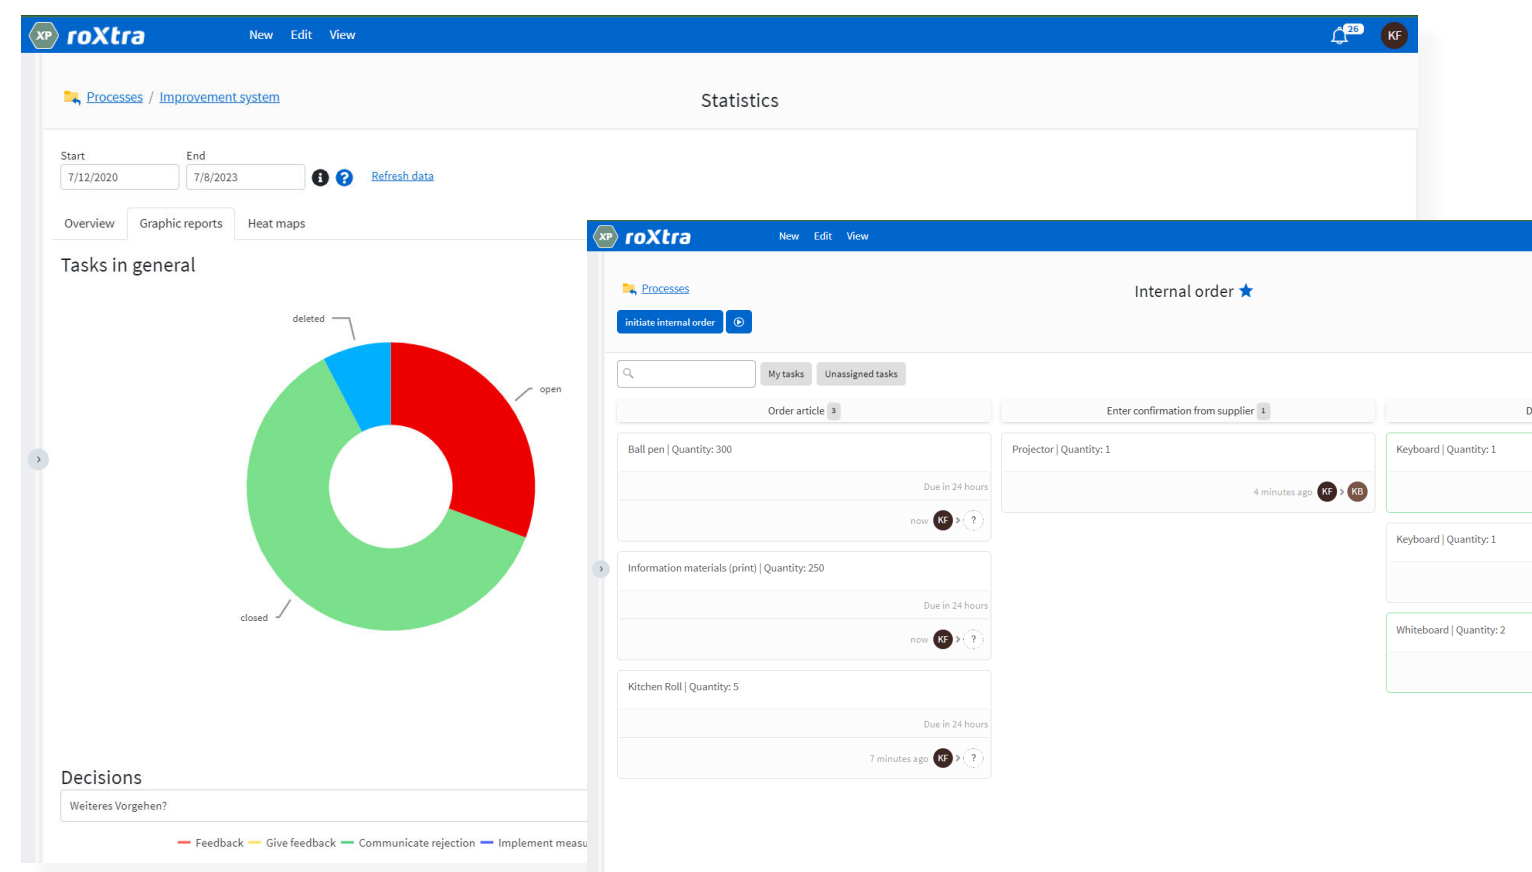 XP roXtra New Edit View 26 KF
Processes / Improvement system
Statistics
Start End
7/12/2020 7/8/2023 Refresh data
Overview Graphic reports Heat maps
Tasks in general
deleted
open
closed
Decisions
Weiteres Vorgehen?
Feedback Give feedback Communicate rejection Implement measu
XP roXtra New Edit View
Processes
Internal order
initiate internal order
My tasks Unassigned tasks
Order article 3
Ball pen | Quantity: 300
Due in 24 hours
now KF > ?
Information materials (print) | Quantity: 250
Due in 24 hours
now KF > ?
Kitchen Roll | Quantity: 5
Due in 24 hours
7 minutes ago KF > ?
Enter confirmation from supplier 1
Projector | Quantity: 1
4 minutes ago KF > KB
D
Keyboard | Quantity: 1
Keyboard | Quantity: 1
Whiteboard | Quantity: 2